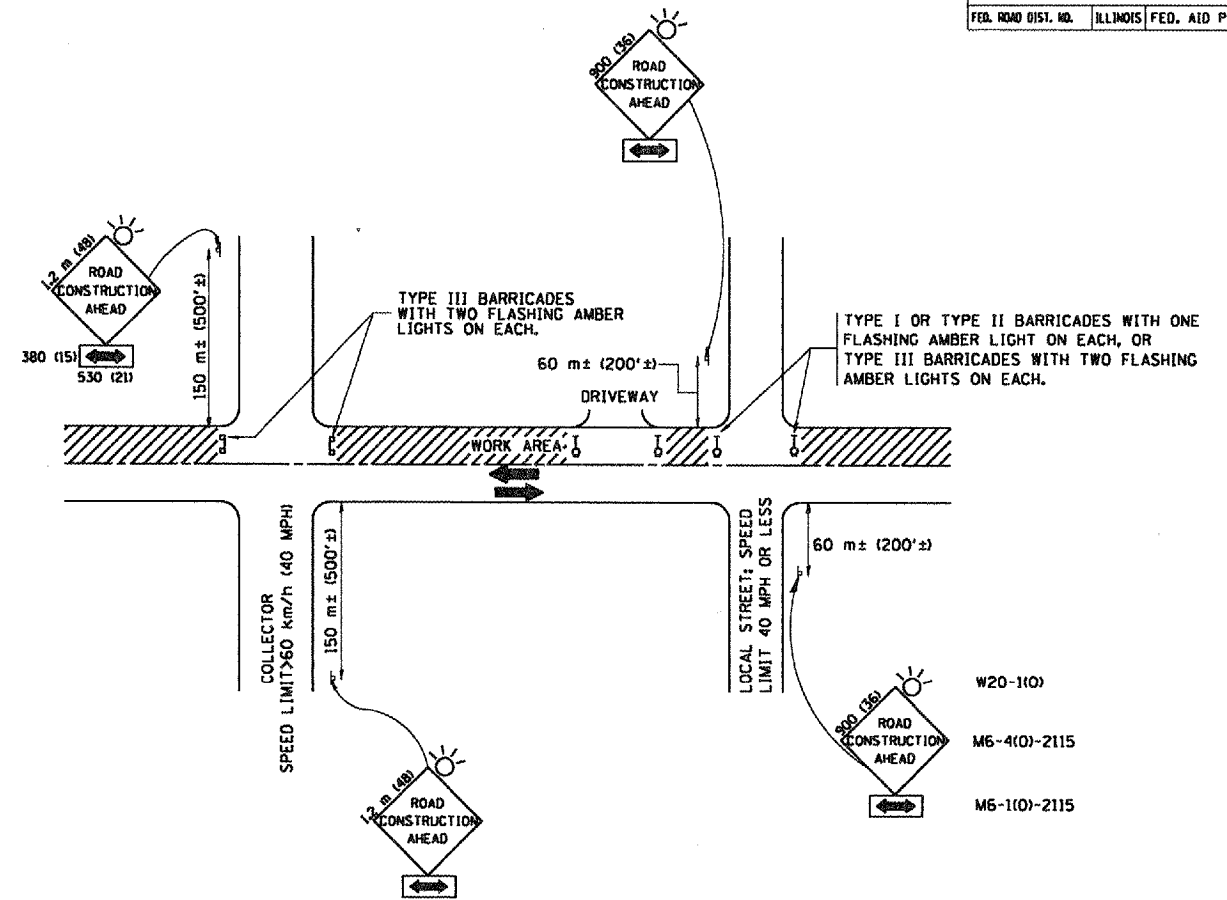 FED. ROAD DIST. NO. ILLINOIS FED. AID P
900 (36)
ROAD
CONSTRUCTION
AHEAD
1.2 m (48)
ROAD
CONSTRUCTION
AHEAD
380 (15)
530 (21)
150 m± (500'±)
TYPE III BARRICADES
WITH TWO FLASHING AMBER
LIGHTS ON EACH.
60 m± (200'±)
DRIVEWAY
TYPE I OR TYPE II BARRICADES WITH ONE
FLASHING AMBER LIGHT ON EACH, OR
TYPE III BARRICADES WITH TWO FLASHING
AMBER LIGHTS ON EACH.
WORK AREA
COLLECTOR
SPEED LIMIT>60 km/h (40 MPH)
150 m± (500'±)
LOCAL STREET: SPEED
LIMIT 40 MPH OR LESS
60 m± (200'±)
1.2 m (48)
ROAD
CONSTRUCTION
AHEAD
900 (36)
ROAD
CONSTRUCTION
AHEAD
W20-1(O)
M6-4(O)-2115
M6-1(O)-2115